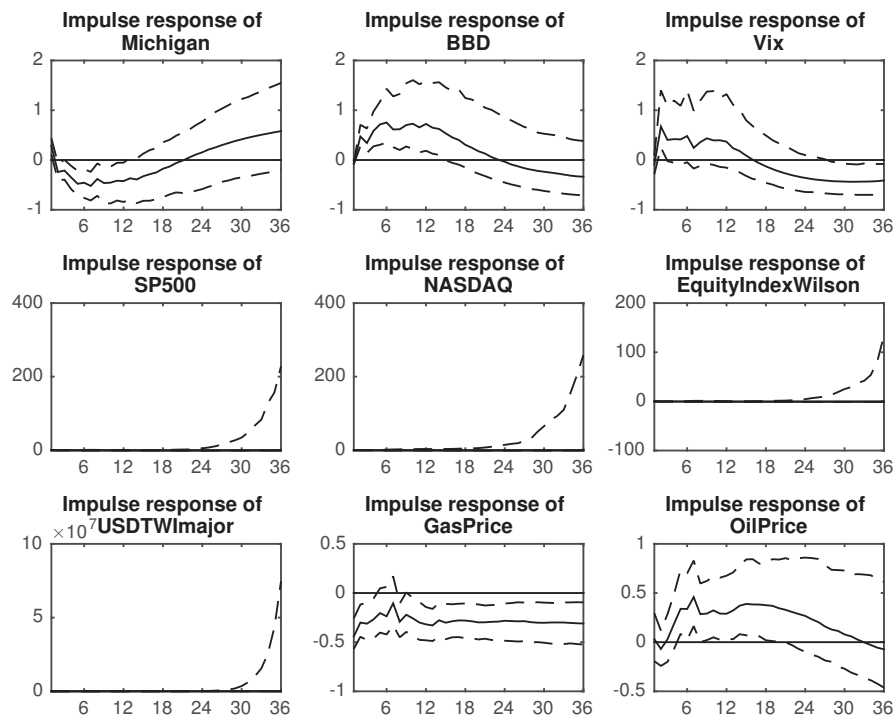 Impulse response of
Michigan
2
1
0
-1
6 12 18 24 30 36
Impulse response of
BBD
2
1
0
-1
6 12 18 24 30 36
Impulse response of
Vix
2
1
0
-1
6 12 18 24 30 36
Impulse response of
SP500
400
200
0
6 12 18 24 30 36
Impulse response of
NASDAQ
400
200
0
6 12 18 24 30 36
Impulse response of
EquityIndexWilson
200
100
0
-100
6 12 18 24 30 36
Impulse response of
×10⁷USDTWImajor
10
5
0
6 12 18 24 30 36
Impulse response of
GasPrice
0.5
0
-0.5
-1
6 12 18 24 30 36
Impulse response of
OilPrice
1
0.5
0
-0.5
6 12 18 24 30 36